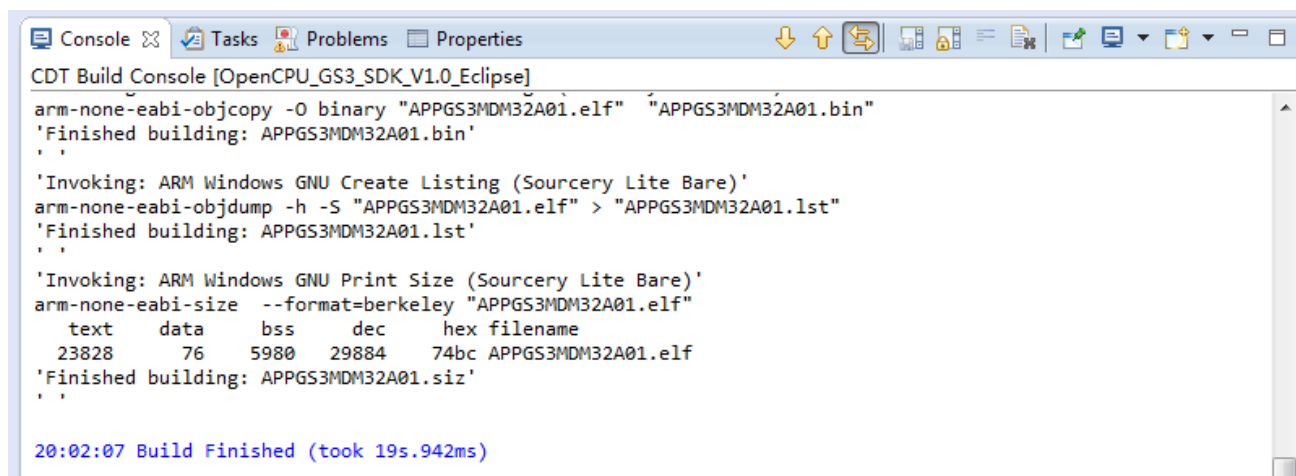 Console Tasks Problems Properties
CDT Build Console [OpenCPU_GS3_SDK_V1.0_Eclipse]
arm-none-eabi-objcopy -O binary "APPGS3MDM32A01.elf"  "APPGS3MDM32A01.bin"
'Finished building: APPGS3MDM32A01.bin'
' '
'Invoking: ARM Windows GNU Create Listing (Sourcery Lite Bare)'
arm-none-eabi-objdump -h -S "APPGS3MDM32A01.elf" > "APPGS3MDM32A01.lst"
'Finished building: APPGS3MDM32A01.lst'
' '
'Invoking: ARM Windows GNU Print Size (Sourcery Lite Bare)'
arm-none-eabi-size  --format=berkeley "APPGS3MDM32A01.elf"
   text    data     bss     dec     hex filename
  23828      76    5980   29884    74bc APPGS3MDM32A01.elf
'Finished building: APPGS3MDM32A01.siz'
' '
20:02:07 Build Finished (took 19s.942ms)